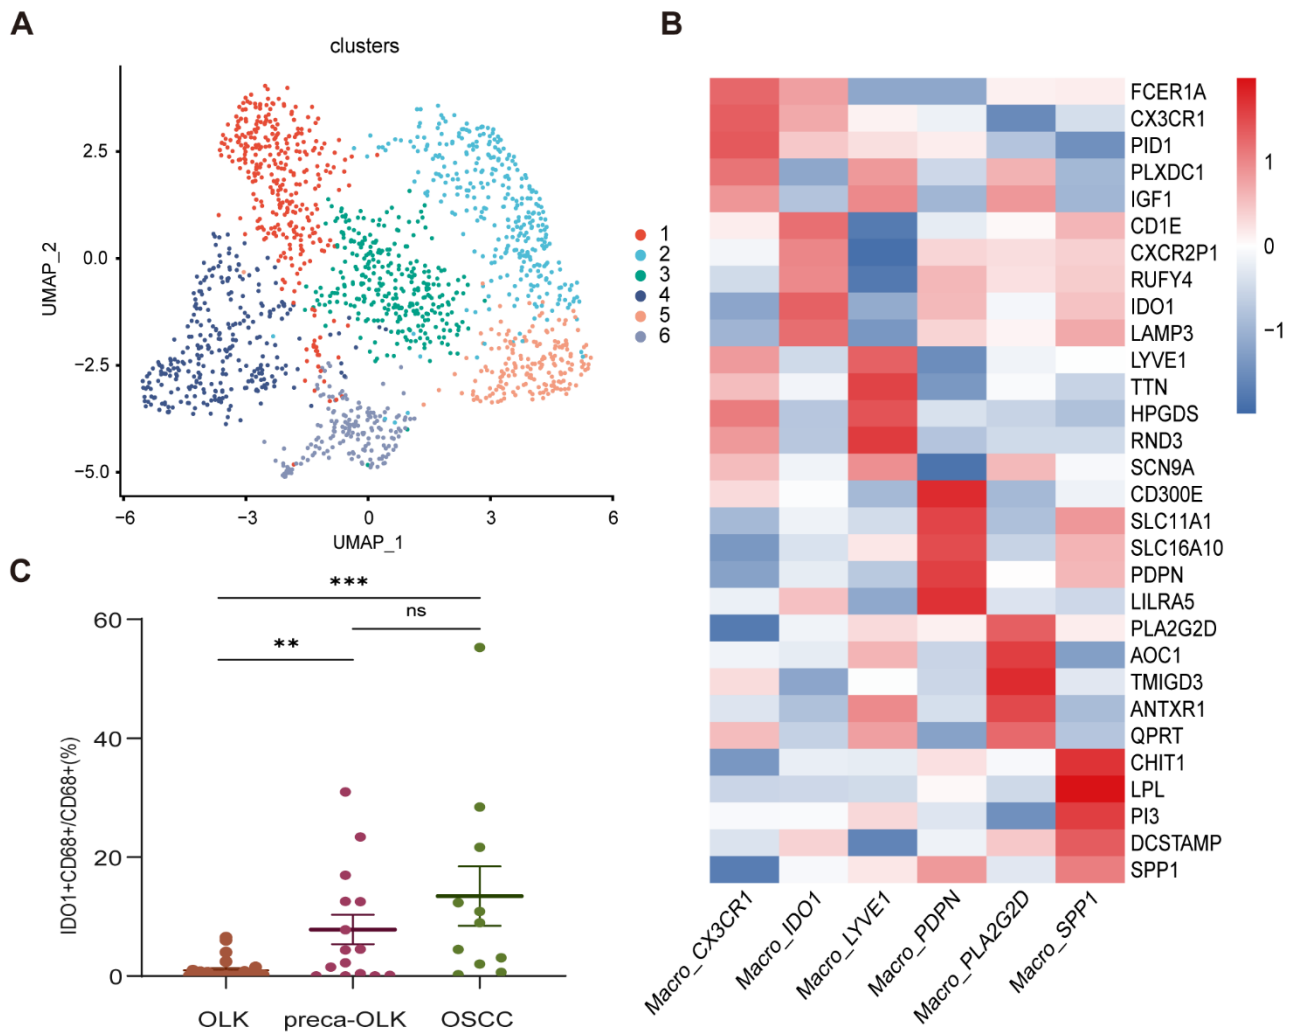 A
clusters
2.5
0.0
−2.5
−5.0
UMAP_2
−6
−3
0
3
6
UMAP_1
1
2
3
4
5
6
B
FCER1A
CX3CR1
PID1
PLXDC1
IGF1
CD1E
CXCR2P1
RUFY4
IDO1
LAMP3
LYVE1
TTN
HPGDS
RND3
SCN9A
CD300E
SLC11A1
SLC16A10
PDPN
LILRA5
PLA2G2D
AOC1
TMIGD3
ANTXR1
QPRT
CHIT1
LPL
PI3
DCSTAMP
SPP1
1
0
−1
Macro_CX3CR1
Macro_IDO1
Macro_LYVE1
Macro_PDPN
Macro_PLA2G2D
Macro_SPP1
C
***
ns
**
60
40
20
0
IDO1+CD68+/CD68+(%)
OLK
preca-OLK
OSCC